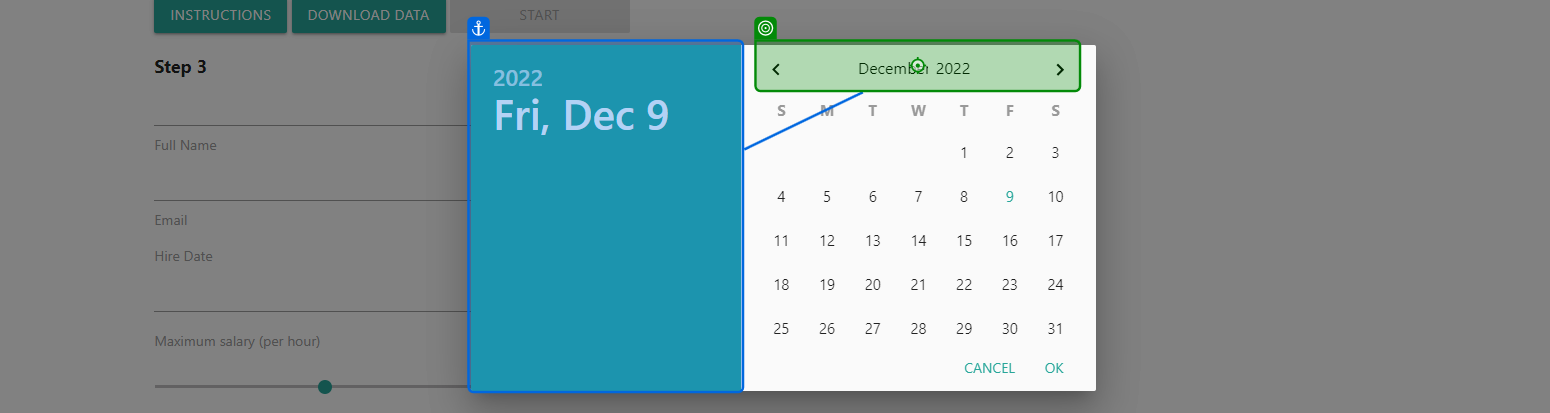 INSTRUCTIONS DOWNLOAD DATA START
Step 3
Full Name
Email
Hire Date
Maximum salary (per hour)
2022
Fri, Dec 9
December 2022
S M T W T F S
1 2 3
4 5 6 7 8 9 10
11 12 13 14 15 16 17
18 19 20 21 22 23 24
25 26 27 28 29 30 31
CANCEL OK